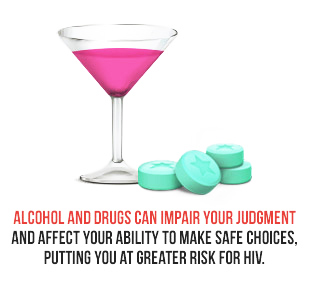 ALCOHOL AND DRUGS CAN IMPAIR YOUR JUDGMENT
AND AFFECT YOUR ABILITY TO MAKE SAFE CHOICES,
PUTTING YOU AT GREATER RISK FOR HIV.